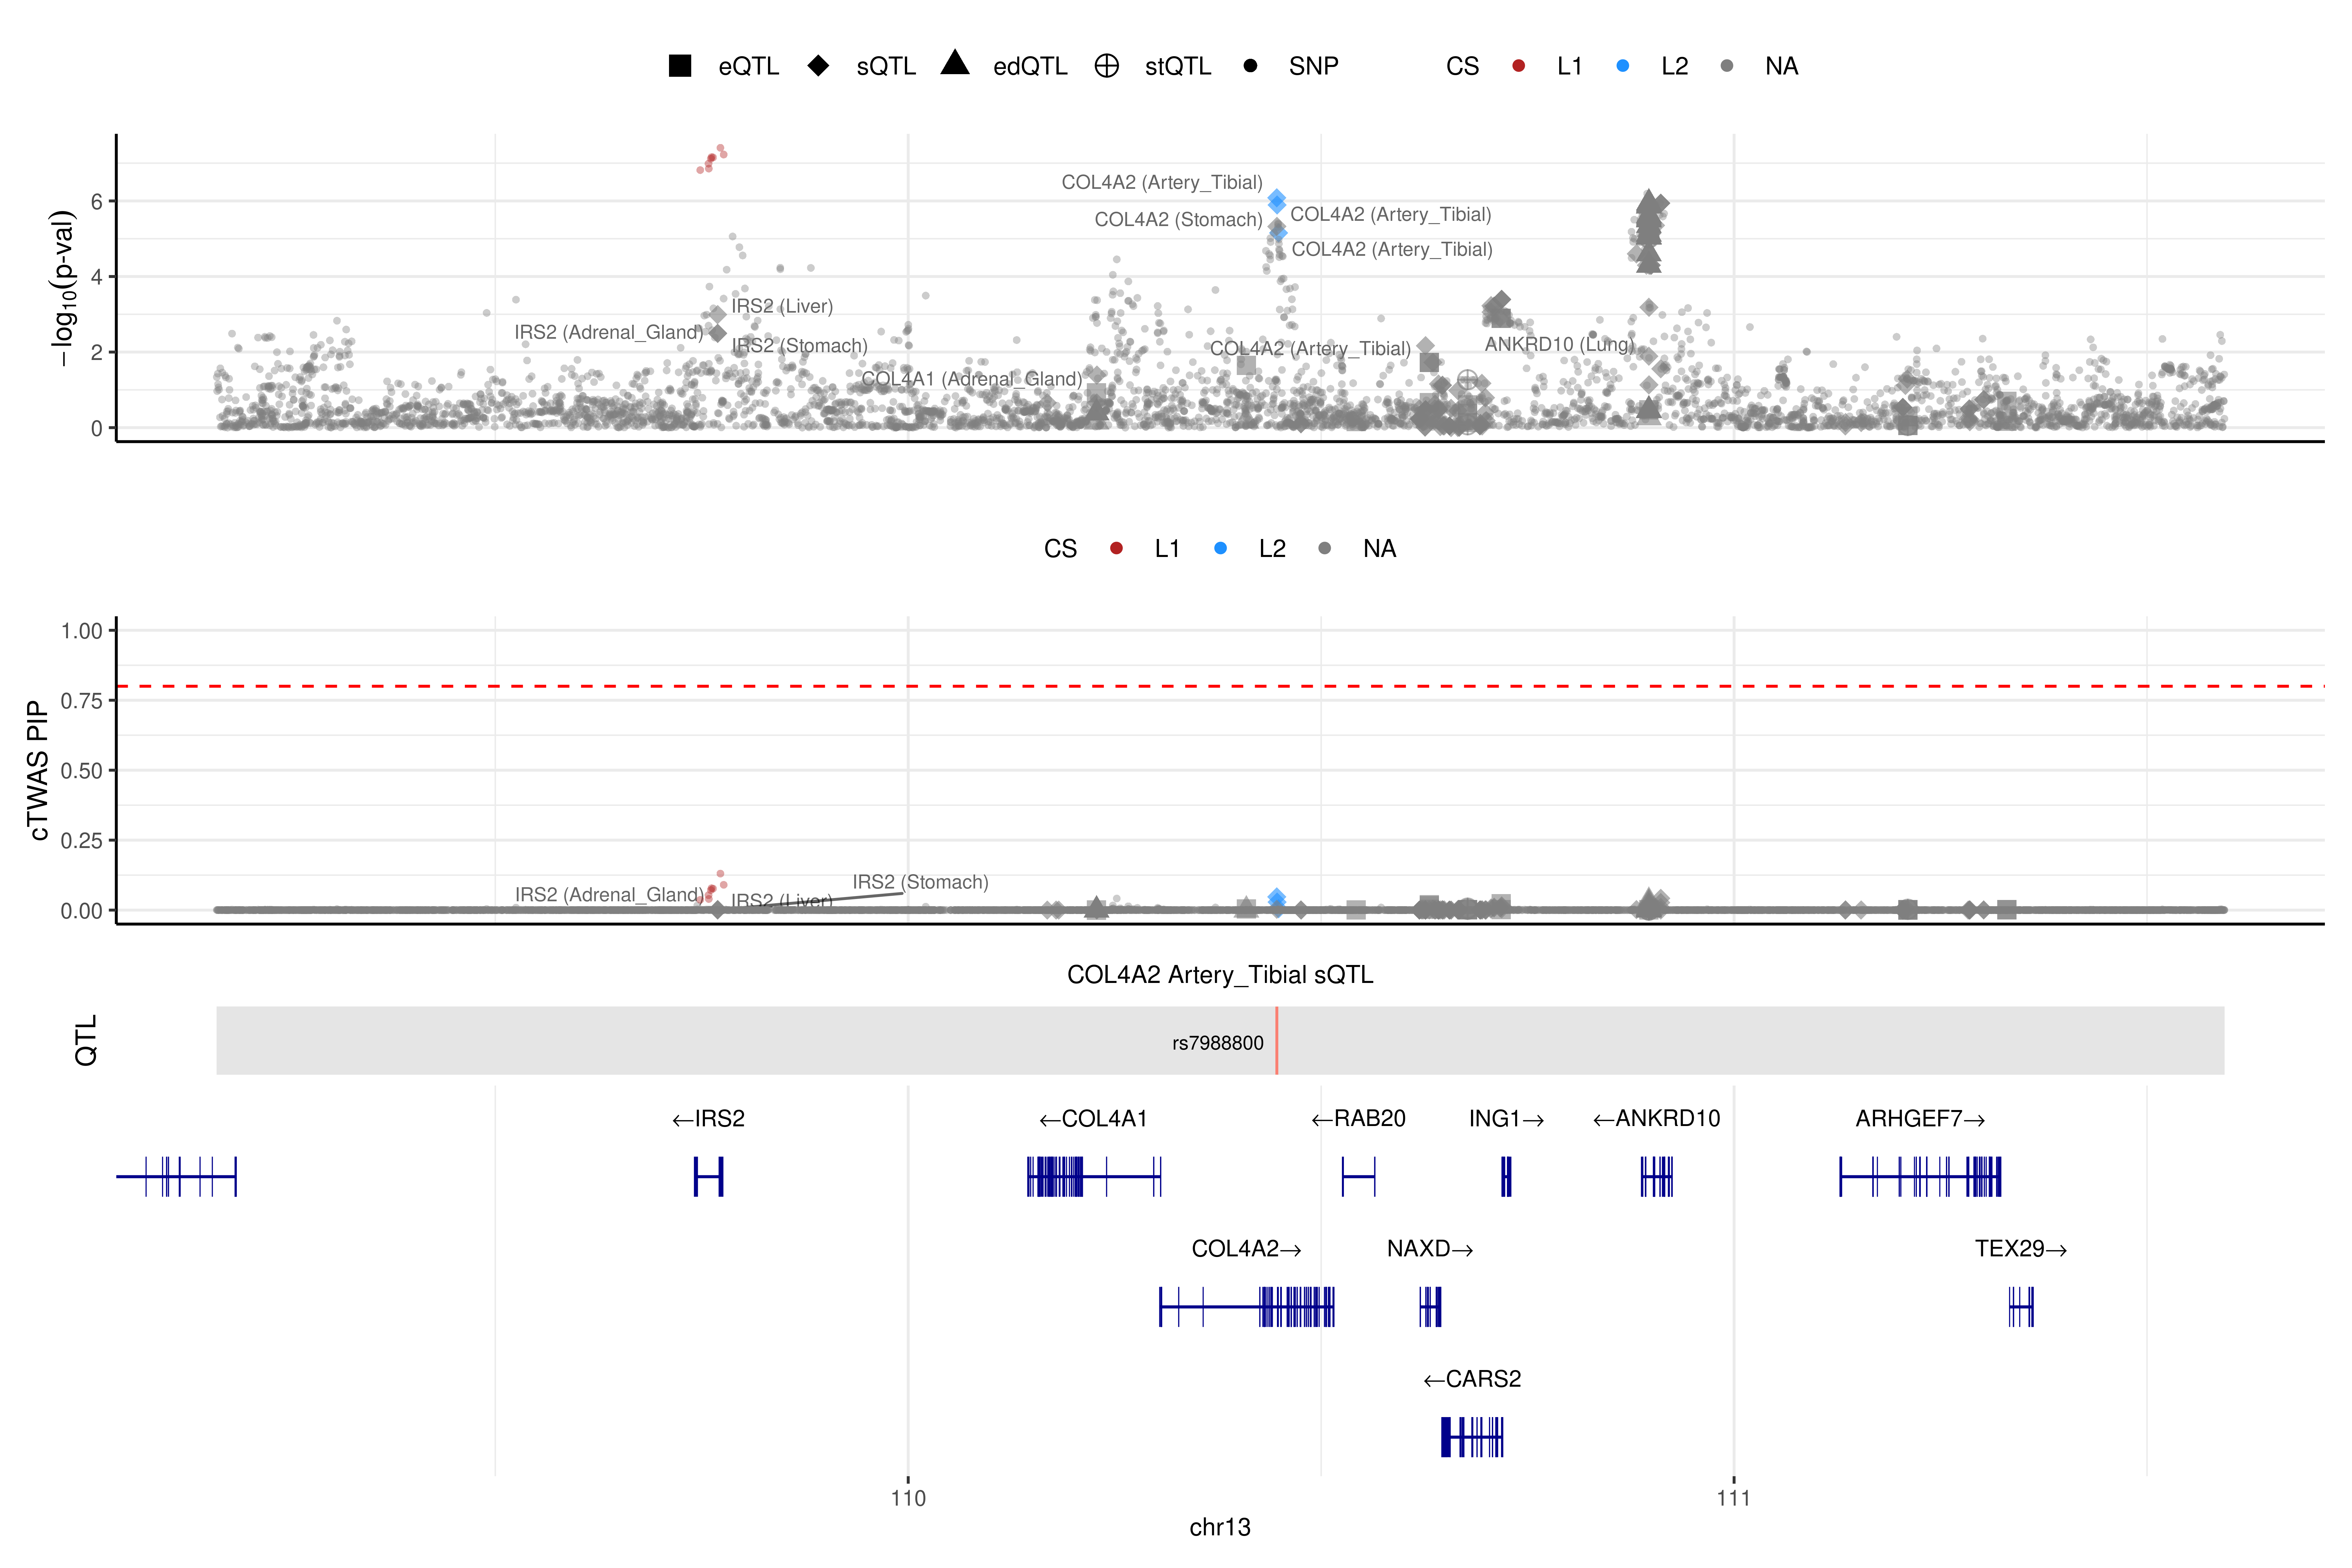 eQTL sQTL edQTL stQTL SNP CS L1 L2 NA
−log10(p-val)
6
4
2
0
COL4A2 (Artery_Tibial)
COL4A2 (Artery_Tibial)
COL4A2 (Stomach)
COL4A2 (Artery_Tibial)
IRS2 (Liver)
IRS2 (Adrenal_Gland)
IRS2 (Stomach)
COL4A2 (Artery_Tibial)
ANKRD10 (Lung)
COL4A1 (Adrenal_Gland)
CS L1 L2 NA
cTWAS PIP
1.00
0.75
0.50
0.25
0.00
IRS2 (Stomach)
IRS2 (Adrenal_Gland)
IRS2 (Liver)
COL4A2 Artery_Tibial sQTL
QTL
rs7988800
←IRS2 ←COL4A1 ←RAB20 ING1→ ←ANKRD10 ARHGEF7→
COL4A2→ NAXD→ TEX29→
←CARS2
110 111
chr13